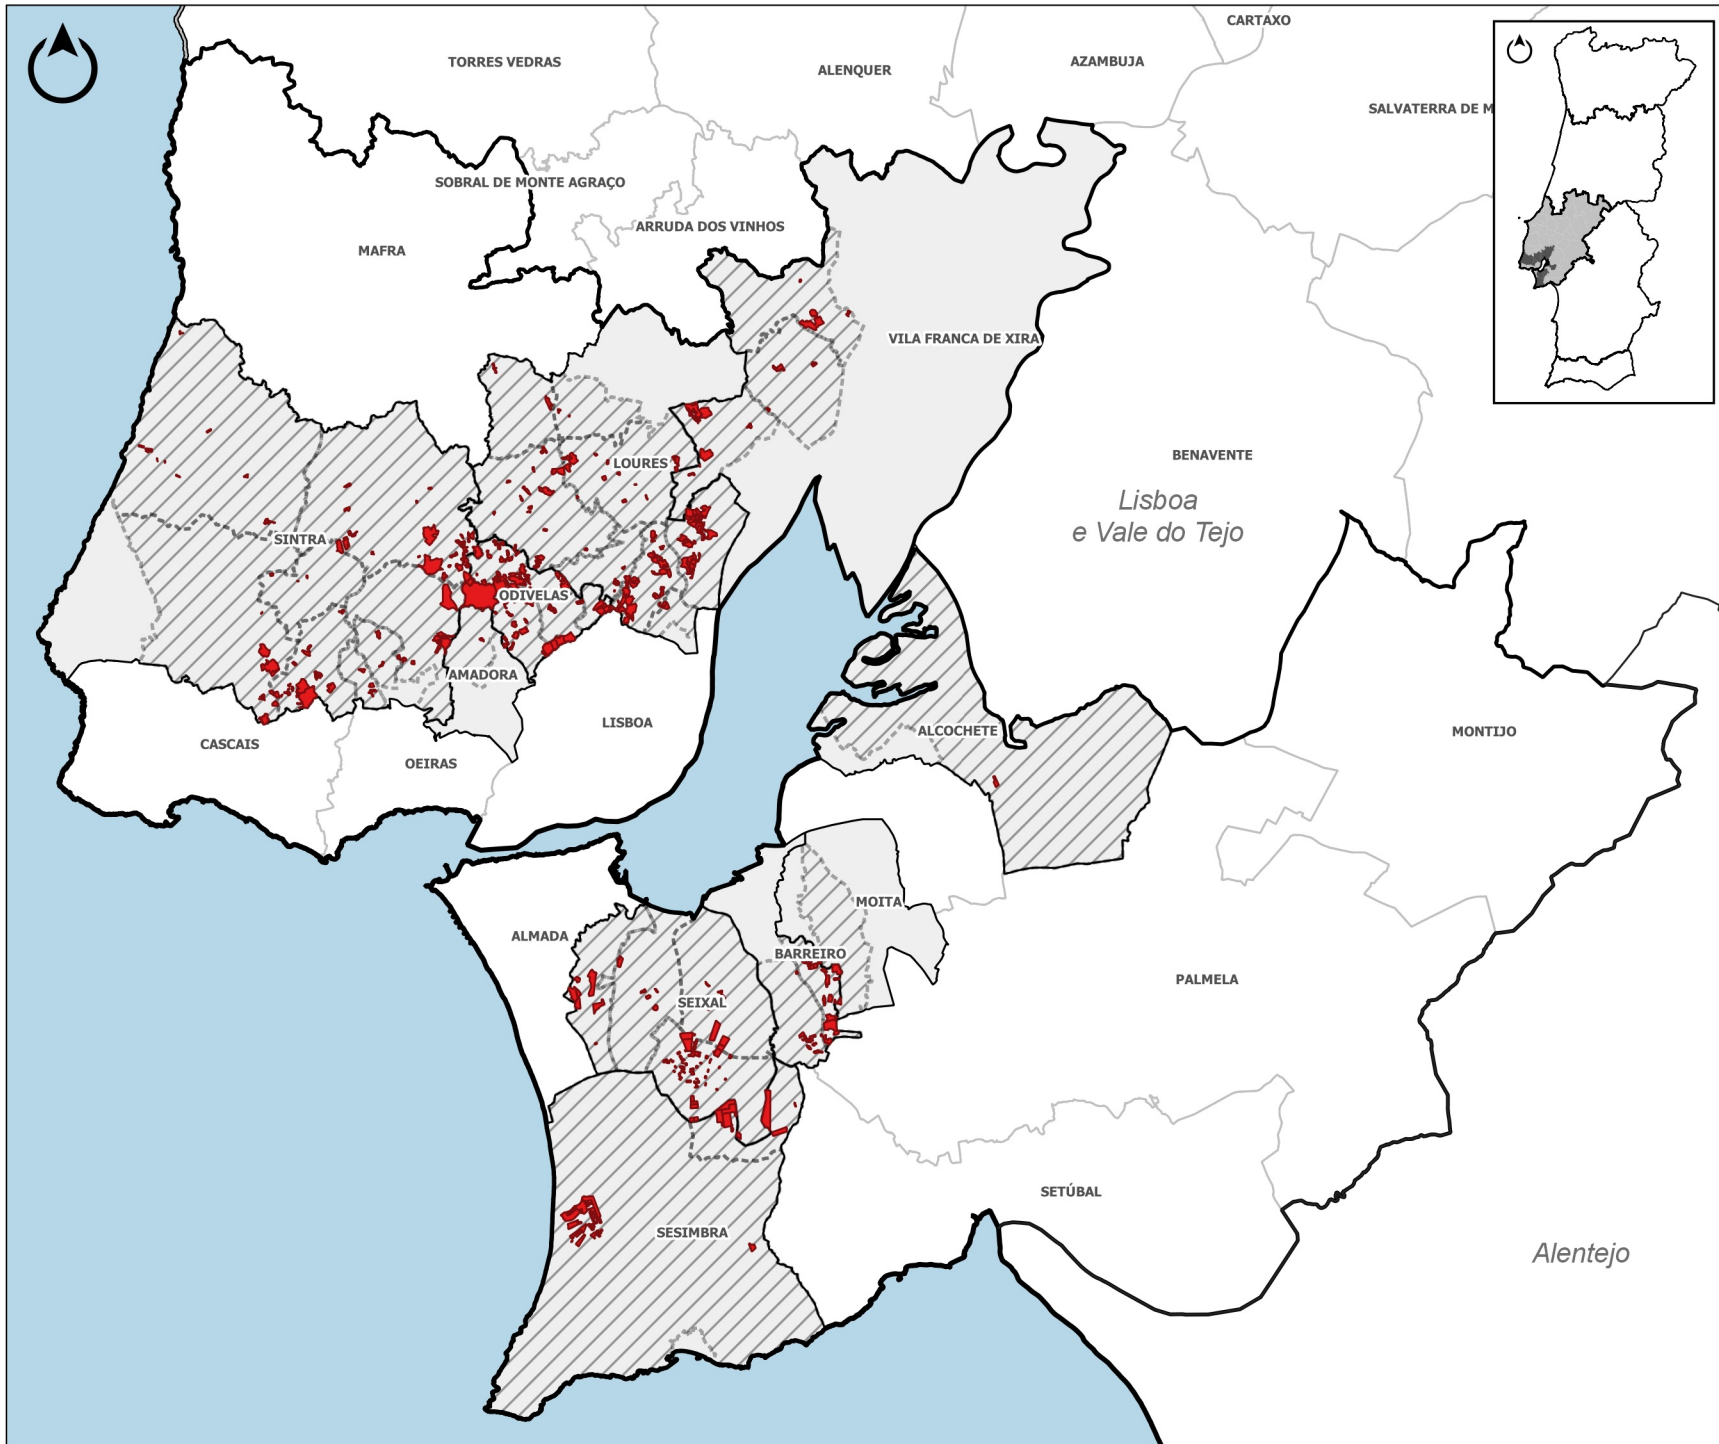 CARTAXO
TORRES VEDRAS
ALENQUER
AZAMBUJA
SALVATERRA DE M
SOBRAL DE MONTE AGRAÇO
ARRUDA DOS VINHOS
MAFRA
VILA FRANCA DE XIRA
BENAVENTE
LOURES
Lisboa
e Vale do Tejo
SINTRA
ODIVELAS
AMADORA
LISBOA
ALCOCHETE
MONTIJO
CASCAIS
OEIRAS
MOITA
ALMADA
BARREIRO
PALMELA
SEIXAL
SETÚBAL
SESIMBRA
Alentejo